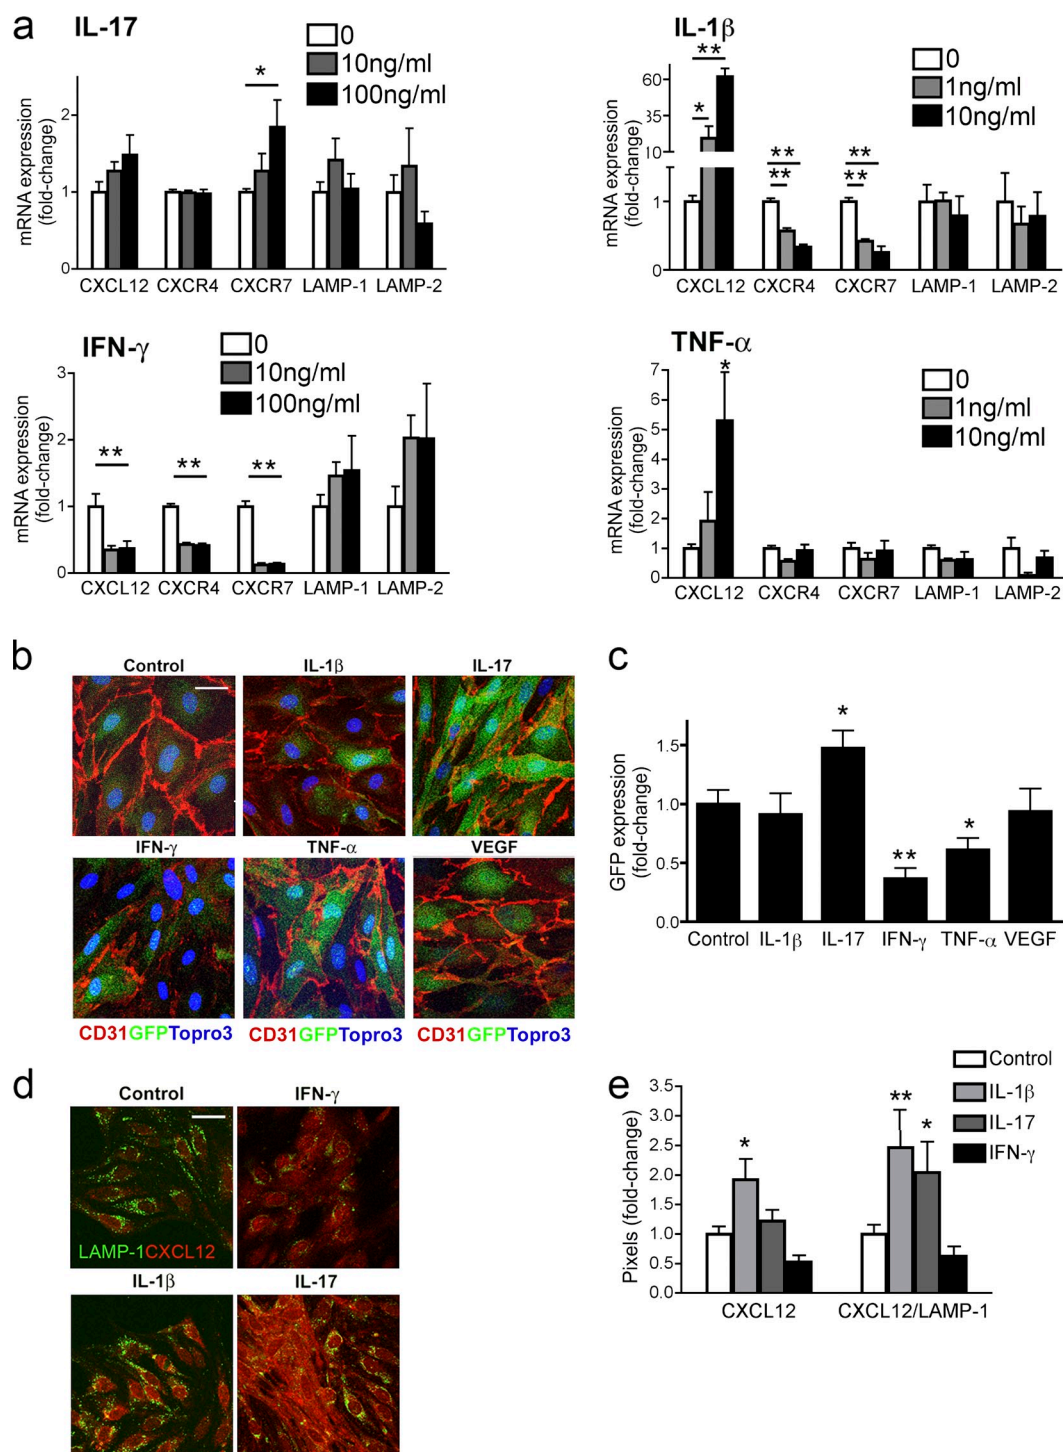 a
IL-17
0
10ng/ml
100ng/ml
mRNA expression
(fold-change)
2
1
0
*
CXCL12 CXCR4 CXCR7 LAMP-1 LAMP-2
IL-1β
0
1ng/ml
10ng/ml
mRNA expression
(fold-change)
60
35
10
1
0
**
*
**
**
**
**
CXCL12 CXCR4 CXCR7 LAMP-1 LAMP-2
IFN-γ
0
10ng/ml
100ng/ml
mRNA expression
(fold-change)
3
2
1
0
** ** **
CXCL12 CXCR4 CXCR7 LAMP-1 LAMP-2
TNF-α
0
1ng/ml
10ng/ml
mRNA expression
(fold-change)
7
6
5
4
3
2
1
0
*
CXCL12 CXCR4 CXCR7 LAMP-1 LAMP-2
b
Control IL-1β IL-17
IFN-γ TNF-α VEGF
CD31GFPTopro3 CD31GFPTopro3 CD31GFPTopro3
c
GFP expression
(fold-change)
1.5
1.0
0.5
0.0
*
**
*
Control IL-1β IL-17 IFN-γ TNF-α VEGF
d
Control IFN-γ
LAMP-1CXCL12
IL-1β IL-17
e
Control
IL-1β
IL-17
IFN-γ
Pixels (fold-change)
3.5
3.0
2.5
2.0
1.5
1.0
0.5
0.0
*
**
*
CXCL12 CXCL12/LAMP-1